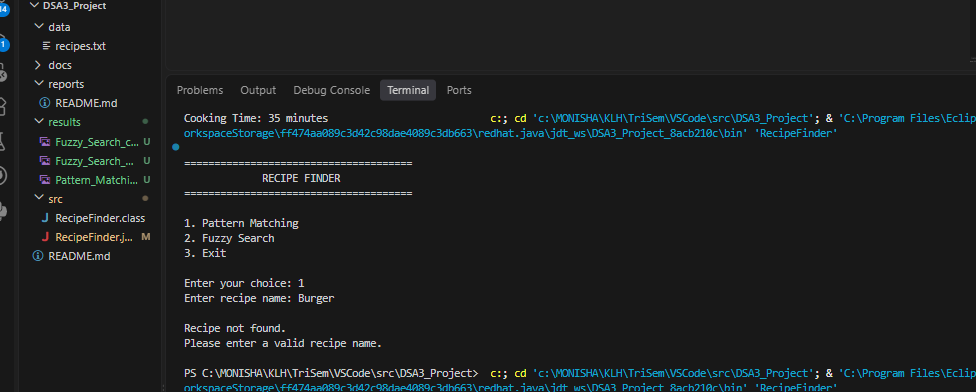 14
1
DSA3_Project
data
recipes.txt
docs
reports
README.md
results
Fuzzy_Search_c... U
Fuzzy_Search_... U
Pattern_Matchi... U
src
RecipeFinder.class
RecipeFinder.j... M
README.md
Problems Output Debug Console Terminal Ports
Cooking Time: 35 minutes c:; cd 'c:\MONISHA\KLH\TriSem\VSCode\src\DSA3_Project'; & 'C:\Program Files\Eclip
orkspaceStorage\ff474aa089c3d42c98dae4089c3db663\redhat.java\jdt_ws\DSA3_Project_8acb210c\bin' 'RecipeFinder'
======================================
RECIPE FINDER
======================================
1. Pattern Matching
2. Fuzzy Search
3. Exit
Enter your choice: 1
Enter recipe name: Burger
Recipe not found.
Please enter a valid recipe name.
PS C:\MONISHA\KLH\TriSem\VSCode\src\DSA3_Project> c:; cd 'c:\MONISHA\KLH\TriSem\VSCode\src\DSA3_Project'; & 'C:\Program Files\Eclip
orkspaceStorage\ff474aa089c3d42c98dae4089c3db663\redhat.java\jdt_ws\DSA3_Project_8acb210c\bin' 'RecipeFinder'